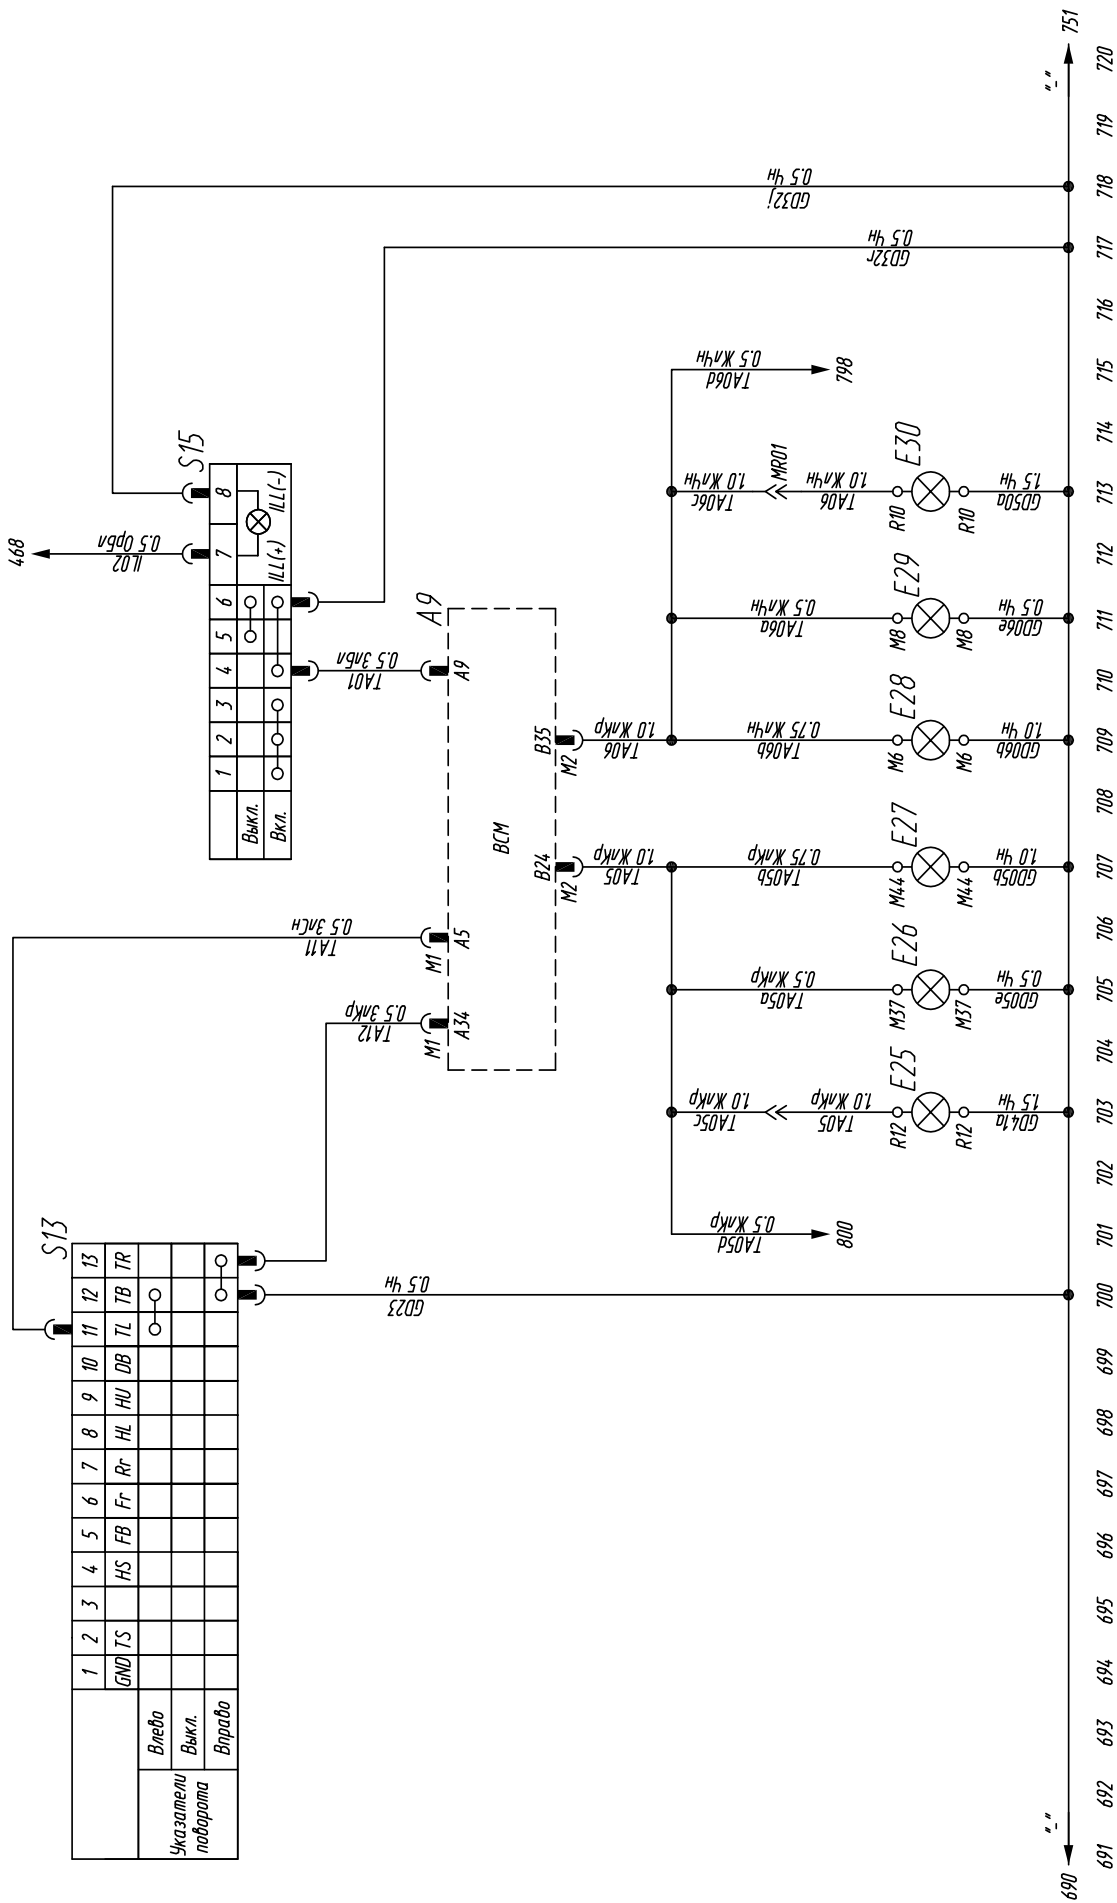 S13
1 2 3 4 5 6 7 8 9 10 11 12 13
GND TS HS FB Fr Rr HL HU DB TL TB TR
Указатели
поворота
Влево
Выкл.
Вправо
TA11
0.5 ЗлСн
TA12
0.5 ЗлКр
GD23
0.5 Чн
S15
1 2 3 4 5 6 7 8
Выкл.
Вкл.
ILL(+)
ILL(-)
468
IL02
0.5 ОрБл
GD32j
0.5 Чн
GD32r
0.5 Чн
TA01
0.5 ЗлБл
A9
M1
A34
M1
A5
A9
BCM
B24
M2
B35
M2
TA05
1.0 ЖлКр
TA06
1.0 ЖлКр
TA05d
0.5 ЖлКр
800
TA05c
1.0 ЖлКр
TA05
1.0 ЖлКр
TA05a
0.5 ЖлКр
TA05b
0.75 ЖлКр
TA06b
0.75 ЖлЧн
TA06a
0.5 ЖлЧн
TA06c
1.0 ЖлЧн
MR01
TA06
1.0 ЖлЧн
TA06d
0.5 ЖлЧн
798
R12
E25
R12
M37
E26
M37
M44
E27
M44
M6
E28
M6
M8
E29
M8
R10
E30
R10
GD41a
1.5 Чн
GD05e
0.5 Чн
GD05b
1.0 Чн
GD06b
1.0 Чн
GD06e
0.5 Чн
GD50a
1.5 Чн
690
"-"
"-"
751
691 692 693 694 695 696 697 698 699 700 701 702 703 704 705 706 707 708 709 710 711 712 713 714 715 716 717 718 719 720